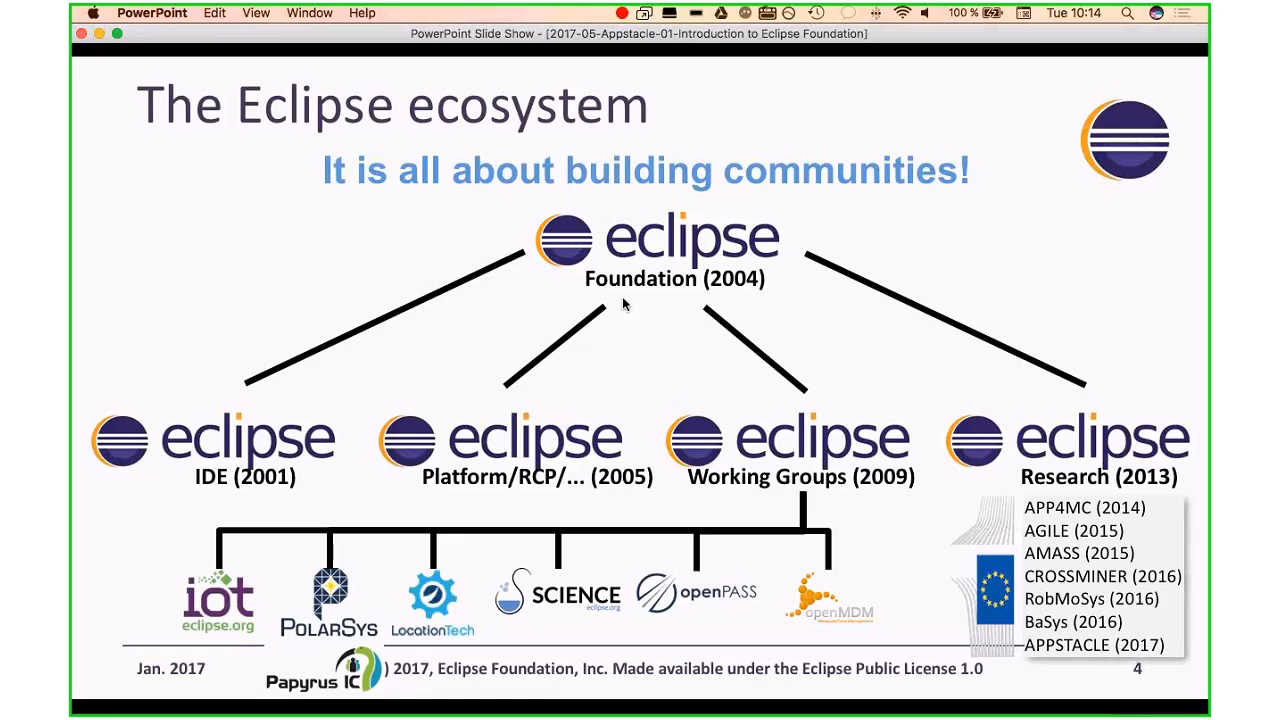 PowerPoint Edit View Window Help 100 % Tue 10:14
PowerPoint Slide Show - [2017-05-Appstacle-01-Introduction to Eclipse Foundation]
The Eclipse ecosystem
It is all about building communities!
eclipse
Foundation (2004)
eclipse eclipse eclipse eclipse
IDE (2001) Platform/RCP/... (2005) Working Groups (2009) Research (2013)
APP4MC (2014)
AGILE (2015)
AMASS (2015)
CROSSMINER (2016)
RobMoSys (2016)
BaSys (2016)
APPSTACLE (2017)
iot
eclipse.org
POLARSYS
LocationTech
SCIENCE
eclipse.org
openPASS
openMDM
Jan. 2017
Papyrus IC
) 2017, Eclipse Foundation, Inc. Made available under the Eclipse Public License 1.0
4